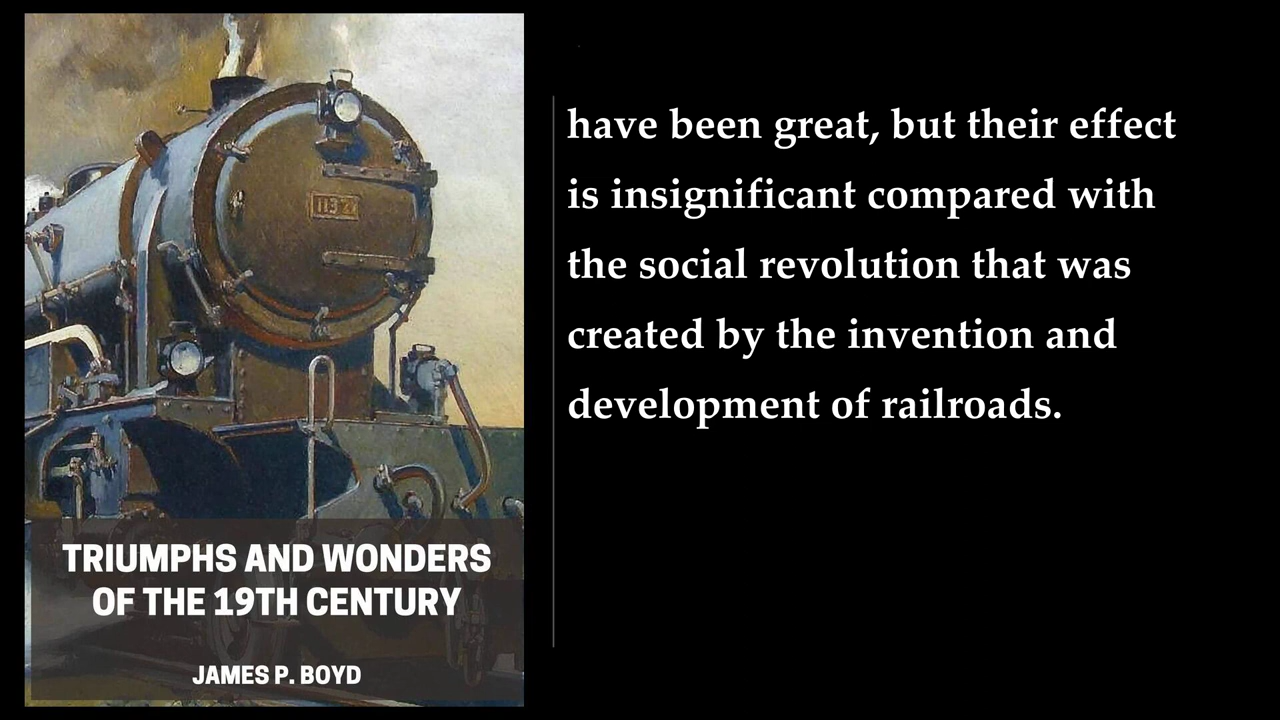 have been great, but their effect
is insignificant compared with
the social revolution that was
created by the invention and
development of railroads.
TRIUMPHS AND WONDERS
OF THE 19TH CENTURY
JAMES P. BOYD